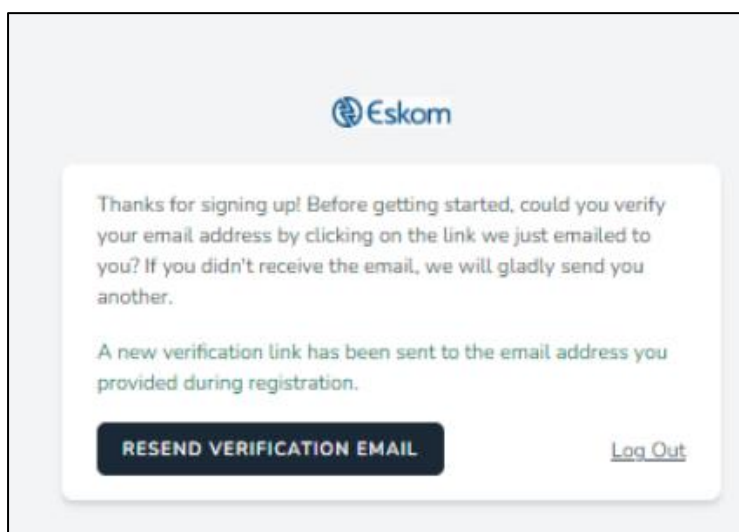 Eskom
Thanks for signing up! Before getting started, could you verify
your email address by clicking on the link we just emailed to
you? If you didn't receive the email, we will gladly send you
another.
A new verification link has been sent to the email address you
provided during registration.
RESEND VERIFICATION EMAIL
Log Out